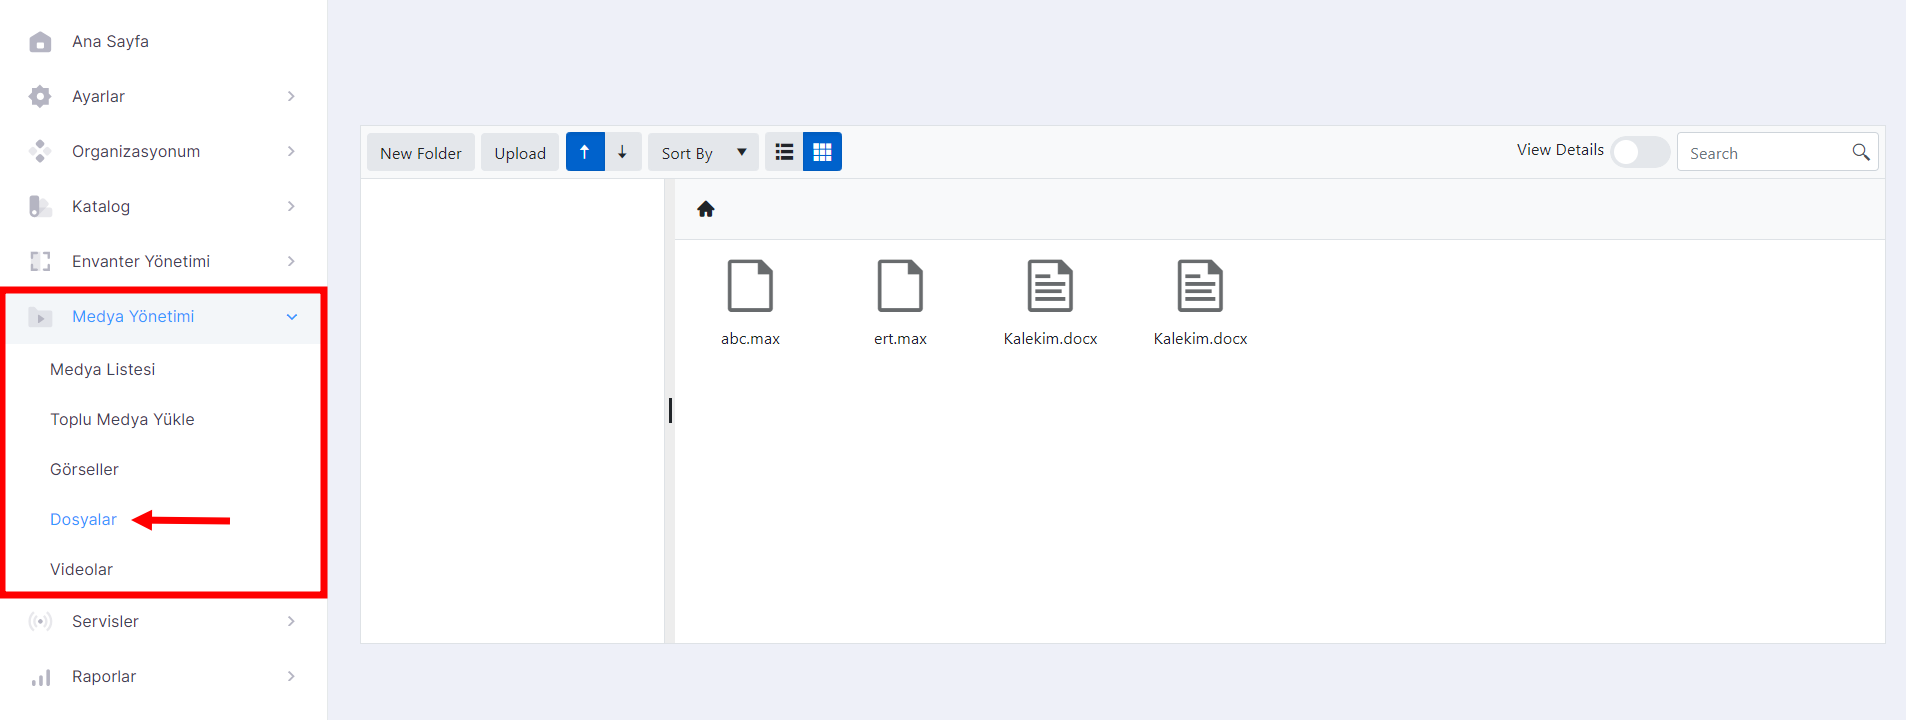 Ana Sayfa
Ayarlar
Organizasyonum
Katalog
Envanter Yönetimi
Medya Yönetimi
Medya Listesi
Toplu Medya Yükle
Görseller
Dosyalar
Videolar
Servisler
Raporlar
New Folder Upload Sort By View Details Search
abc.max ert.max Kalekim.docx Kalekim.docx